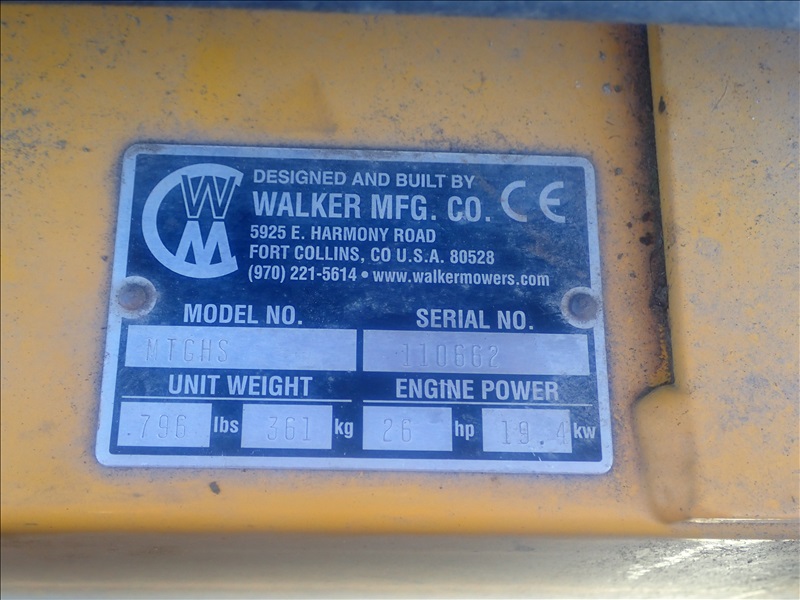 WM
DESIGNED AND BUILT BY
WALKER MFG. CO. CE
5925 E. HARMONY ROAD
FORT COLLINS, CO U.S.A. 80528
(970) 221-5614 • www.walkermowers.com
MODEL NO. SERIAL NO.
MTGHS 110662
UNIT WEIGHT ENGINE POWER
796 lbs 361 kg 26 hp 19.4 kw